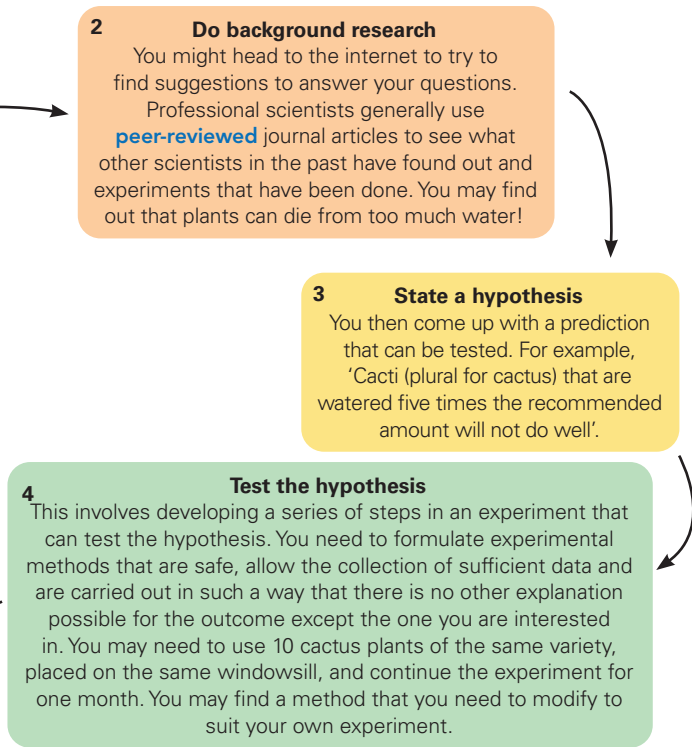 2 Do background research
You might head to the internet to try to
find suggestions to answer your questions.
Professional scientists generally use
peer-reviewed journal articles to see what
other scientists in the past have found out and
experiments that have been done. You may find
out that plants can die from too much water!
3 State a hypothesis
You then come up with a prediction
that can be tested. For example,
‘Cacti (plural for cactus) that are
watered five times the recommended
amount will not do well’.
4 Test the hypothesis
This involves developing a series of steps in an experiment that
can test the hypothesis. You need to formulate experimental
methods that are safe, allow the collection of sufficient data and
are carried out in such a way that there is no other explanation
possible for the outcome except the one you are interested
in. You may need to use 10 cactus plants of the same variety,
placed on the same windowsill, and continue the experiment for
one month. You may find a method that you need to modify to
suit your own experiment.